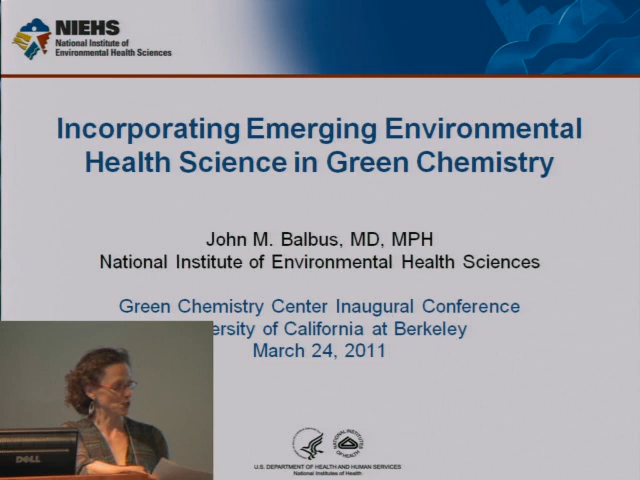 NIEHS
National Institute of
Environmental Health Sciences
Incorporating Emerging Environmental
Health Science in Green Chemistry
John M. Balbus, MD, MPH
National Institute of Environmental Health Sciences
Green Chemistry Center Inaugural Conference
ersity of California at Berkeley
March 24, 2011
DELL
U.S. DEPARTMENT OF HEALTH AND HUMAN SERVICES
National Institutes of Health